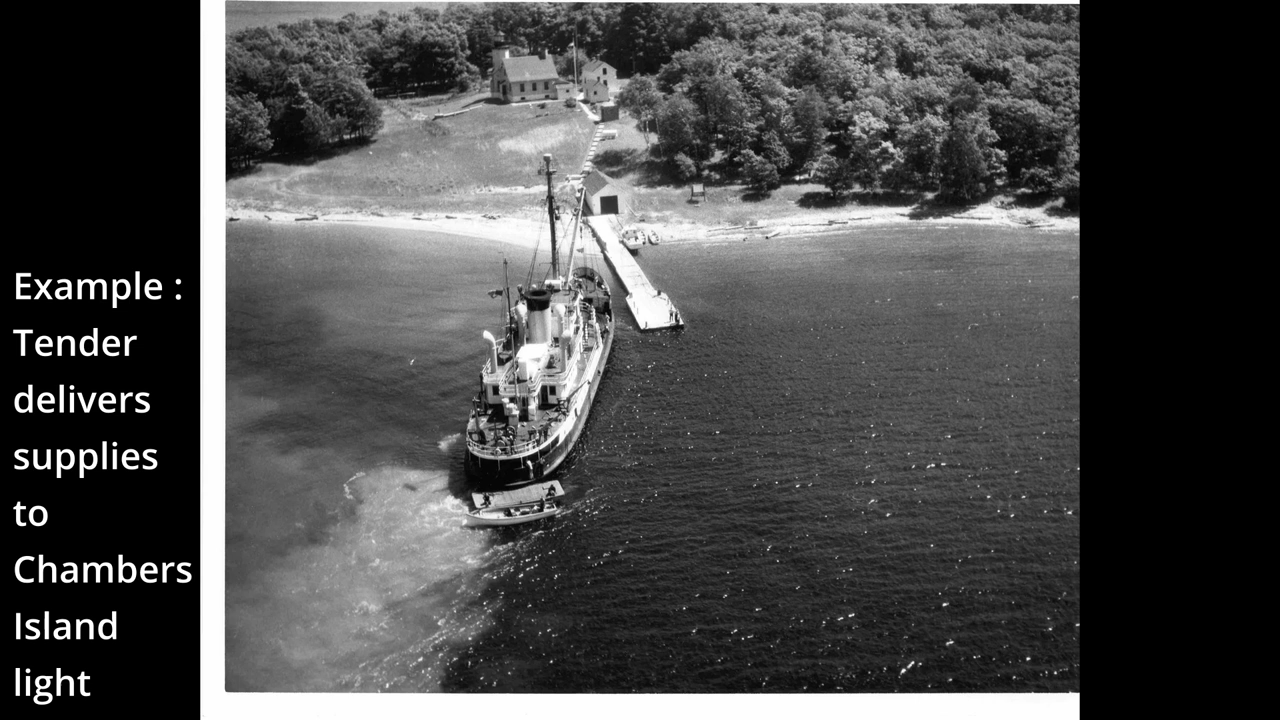 Example :
Tender
delivers
supplies
to
Chambers
Island
light